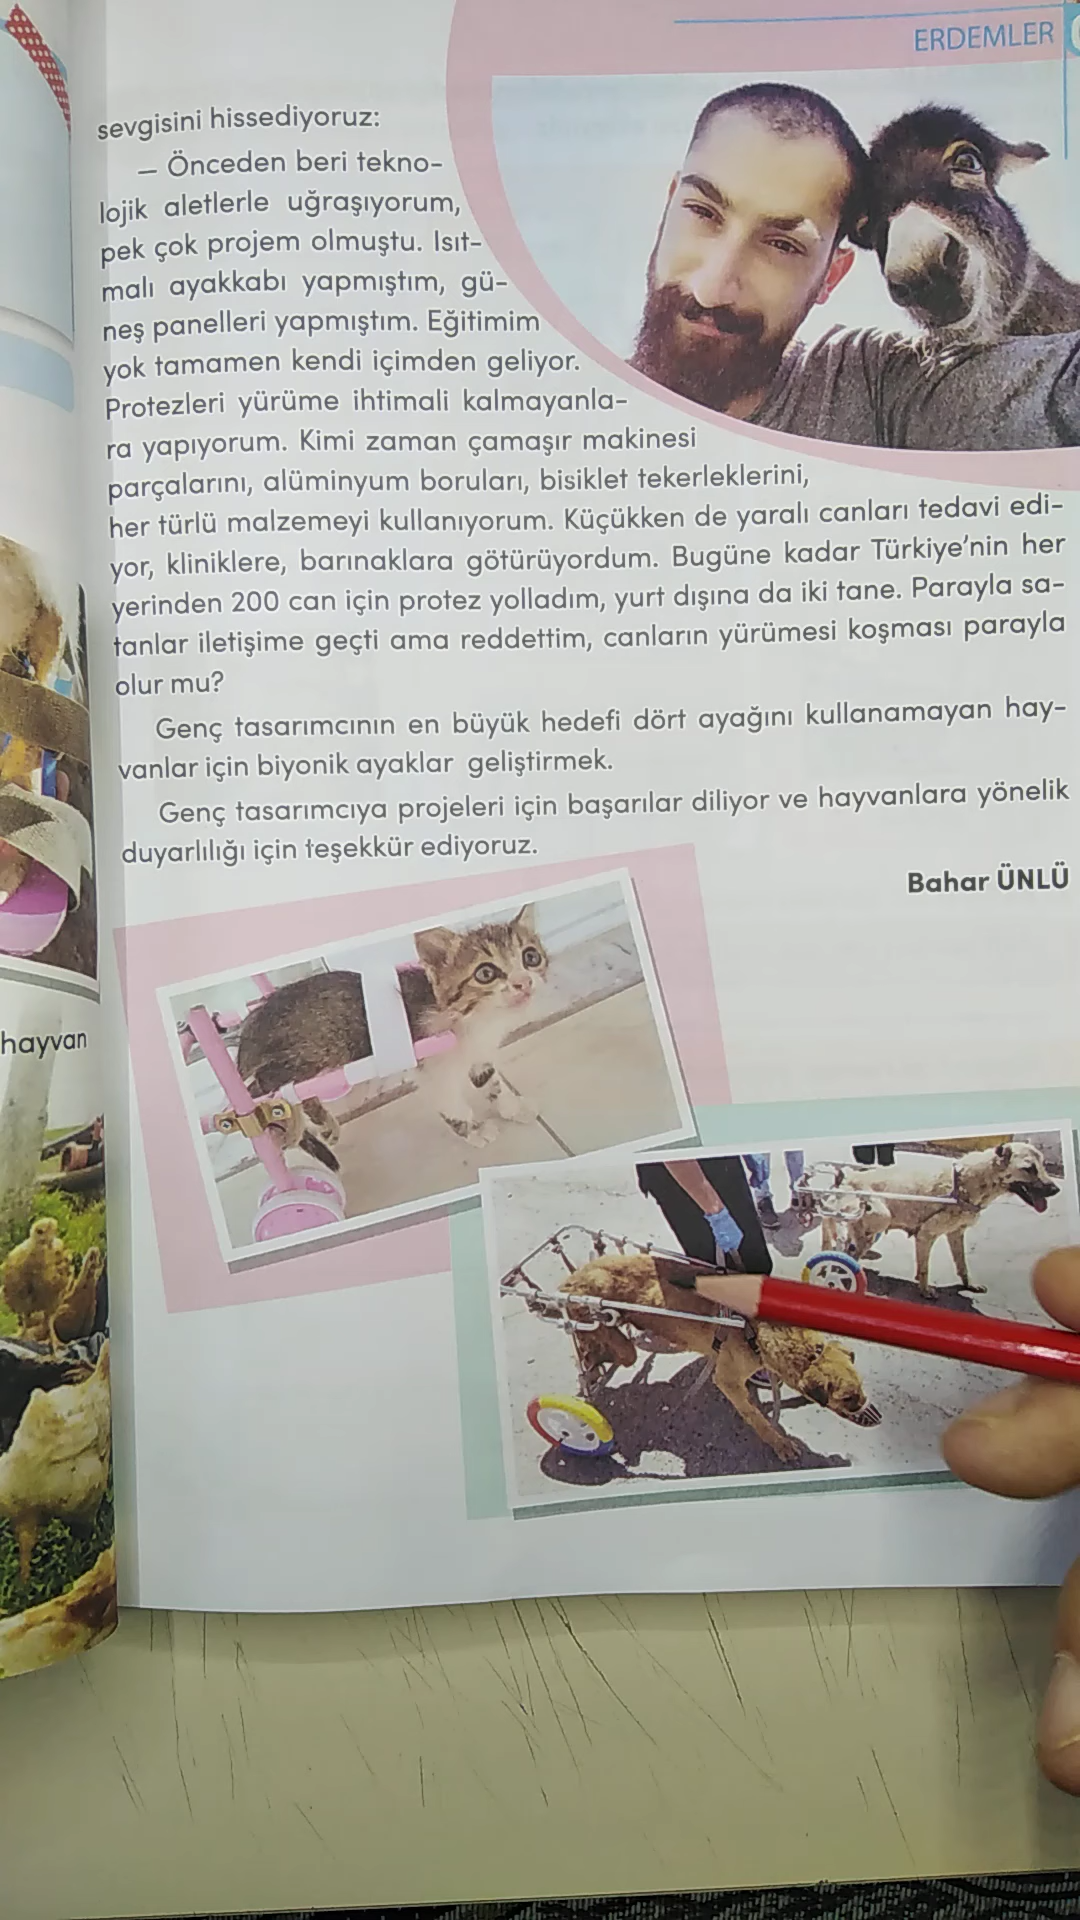 ERDEMLER
sevgisini hissediyoruz:
– Önceden beri tekno-
lojik aletlerle uğraşıyorum,
pek çok projem olmuştu. Isıt-
malı ayakkabı yapmıştım, gü-
neş panelleri yapmıştım. Eğitimim
yok tamamen kendi içimden geliyor.
Protezleri yürüme ihtimali kalmayanla-
ra yapıyorum. Kimi zaman çamaşır makinesi
parçalarını, alüminyum boruları, bisiklet tekerleklerini,
her türlü malzemeyi kullanıyorum. Küçükken de yaralı canları tedavi edi-
yor, kliniklere, barınaklara götürüyordum. Bugüne kadar Türkiye'nin her
yerinden 200 can için protez yolladım, yurt dışına da iki tane. Parayla sa-
tanlar iletişime geçti ama reddettim, canların yürümesi koşması parayla
olur mu?
Genç tasarımcının en büyük hedefi dört ayağını kullanamayan hay-
vanlar için biyonik ayaklar geliştirmek.
Genç tasarımcıya projeleri için başarılar diliyor ve hayvanlara yönelik
duyarlılığı için teşekkür ediyoruz.
Bahar ÜNLÜ
hayvan